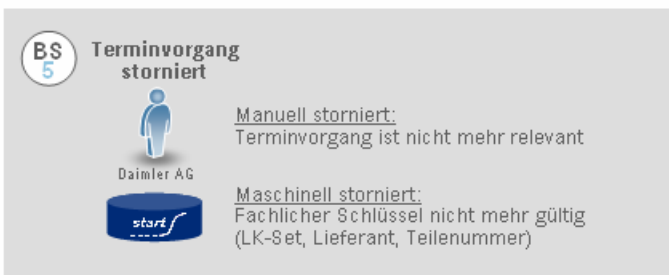 BS
5
Terminvorgang
storniert
Manuell storniert:
Terminvorgang ist nicht mehr relevant
Daimler AG
Maschinell storniert:
Fachlicher Schlüssel nicht mehr gültig
(LK-Set, Lieferant, Teilenummer)
start